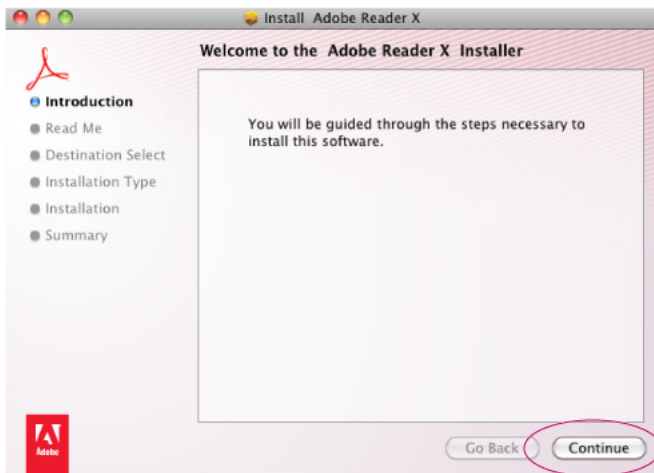 Install Adobe Reader X
Welcome to the Adobe Reader X Installer
Introduction
Read Me
Destination Select
Installation Type
Installation
Summary
You will be guided through the steps necessary to
install this software.
Adobe
Go Back
Continue